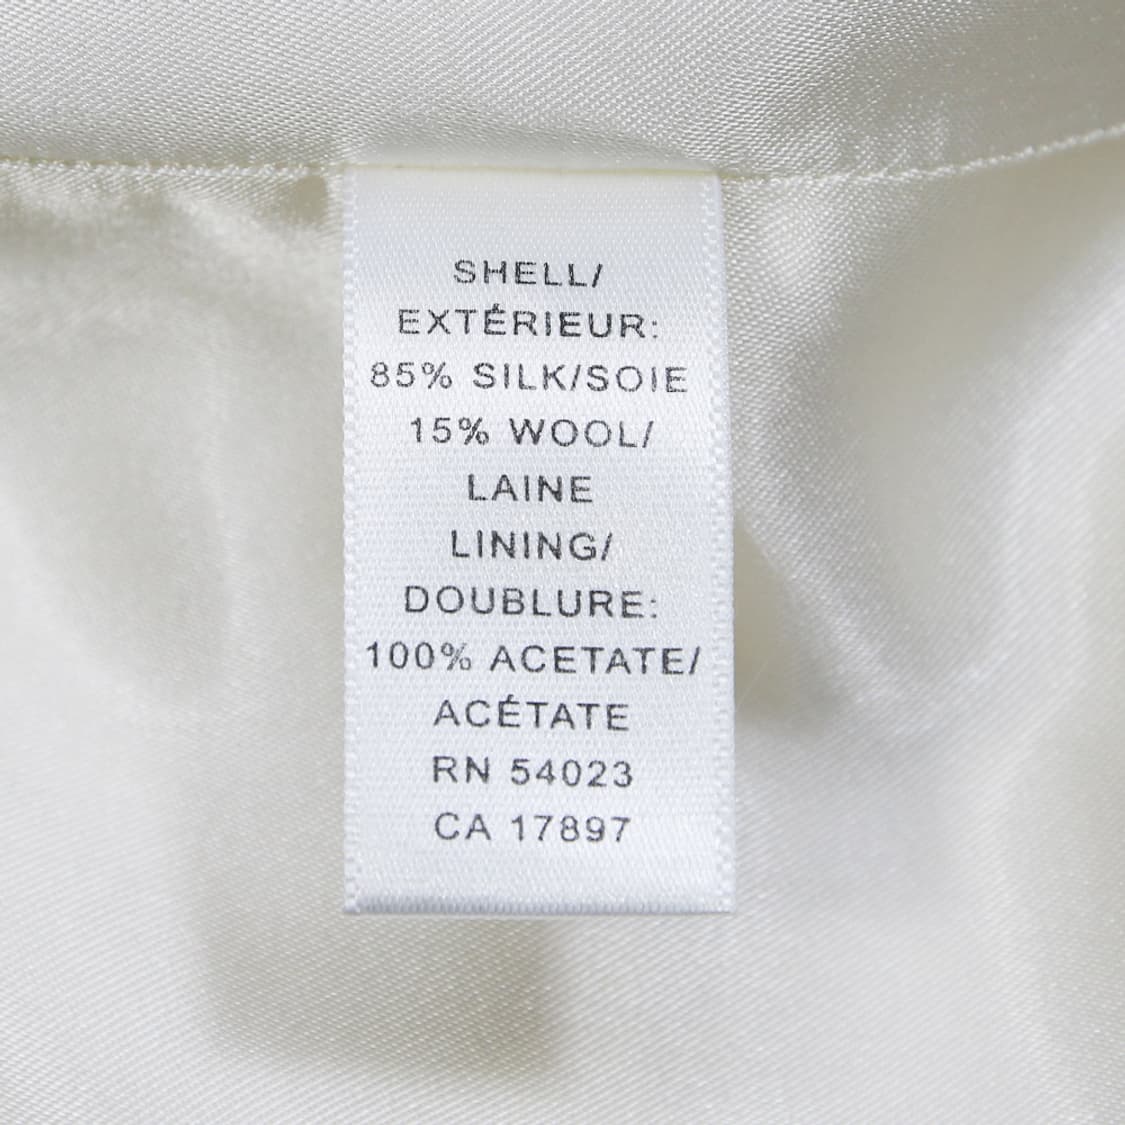 SHELL/
EXTÉRIEUR:
85% SILK/SOIE
15% WOOL/
LAINE
LINING/
DOUBLURE:
100% ACETATE/
ACÉTATE
RN 54023
CA 17897